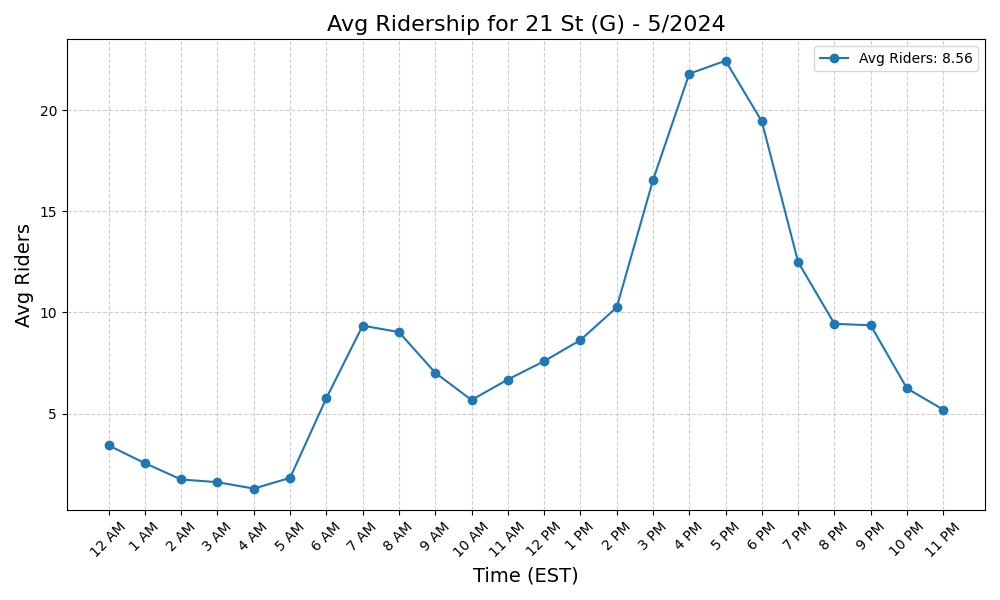 Avg Ridership for 21 St (G) - 5/2024
Avg Riders: 8.56
Avg Riders
20
15
10
5
12 AM
1 AM
2 AM
3 AM
4 AM
5 AM
6 AM
7 AM
8 AM
9 AM
10 AM
11 AM
12 PM
1 PM
2 PM
3 PM
4 PM
5 PM
6 PM
7 PM
8 PM
9 PM
10 PM
11 PM
Time (EST)